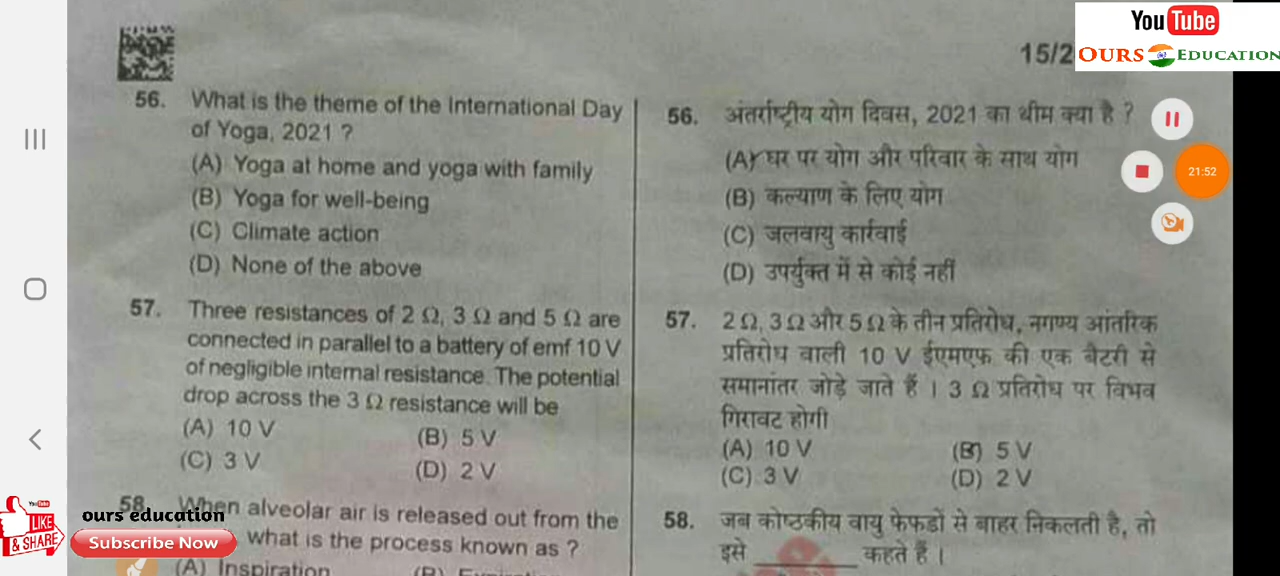 YouTube
OURS EDUCATION
15/2
21:52
56. What is the theme of the International Day
of Yoga, 2021 ?
(A) Yoga at home and yoga with family
(B) Yoga for well-being
(C) Climate action
(D) None of the above
57. Three resistances of 2 Ω, 3 Ω and 5 Ω are
connected in parallel to a battery of emf 10 V
of negligible internal resistance. The potential
drop across the 3 Ω resistance will be
(A) 10 V (B) 5 V
(C) 3 V (D) 2 V
58. When alveolar air is released out from the
what is the process known as ?
(A) Inspiration
56. अंतर्राष्ट्रीय योग दिवस, 2021 का थीम क्या है ?
(A) घर पर योग और परिवार के साथ योग
(B) कल्याण के लिए योग
(C) जलवायु कार्रवाई
(D) उपर्युक्त में से कोई नहीं
57. 2 Ω, 3 Ω और 5 Ω के तीन प्रतिरोध, नगण्य आंतरिक
प्रतिरोध वाली 10 V ईएमएफ की एक बैटरी से
समानांतर जोड़े जाते हैं । 3 Ω प्रतिरोध पर विभव
गिरावट होगी
(A) 10 V (B) 5 V
(C) 3 V (D) 2 V
58. जब कोष्ठकीय वायु फेफडों से बाहर निकलती है, तो
इसे ________ कहते हैं ।
YouTube
LIKE
& SHARE
ours education
Subscribe Now